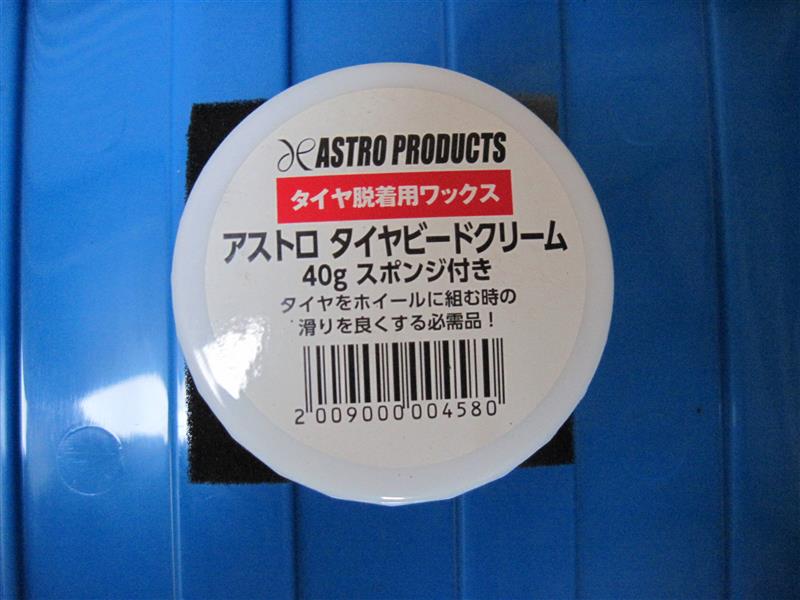 ASTRO PRODUCTS
タイヤ脱着用ワックス
アストロ タイヤビードクリーム
40g スポンジ付き
タイヤをホイールに組む時の
滑りを良くする必需品！
2 009000 004580